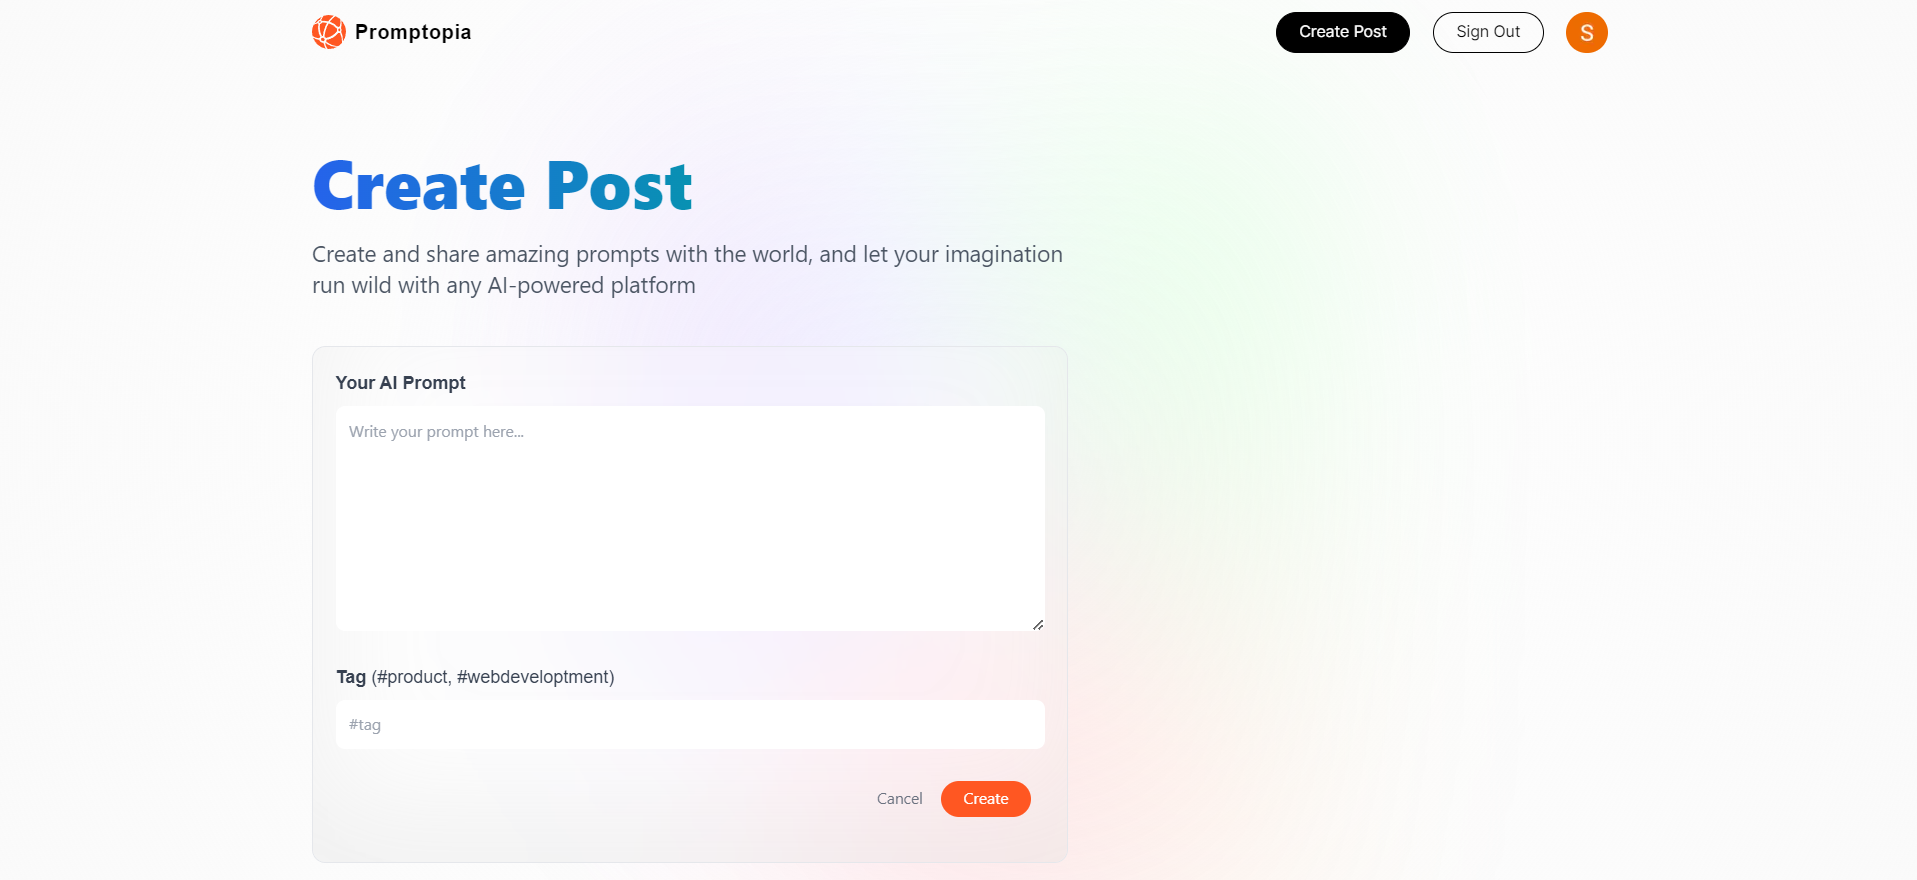 Promptopia
Create Post
Sign Out
S
Create Post
Create and share amazing prompts with the world, and let your imagination
run wild with any AI-powered platform
Your AI Prompt
Write your prompt here...
Tag (#product, #webdeveloptment)
#tag
Cancel
Create